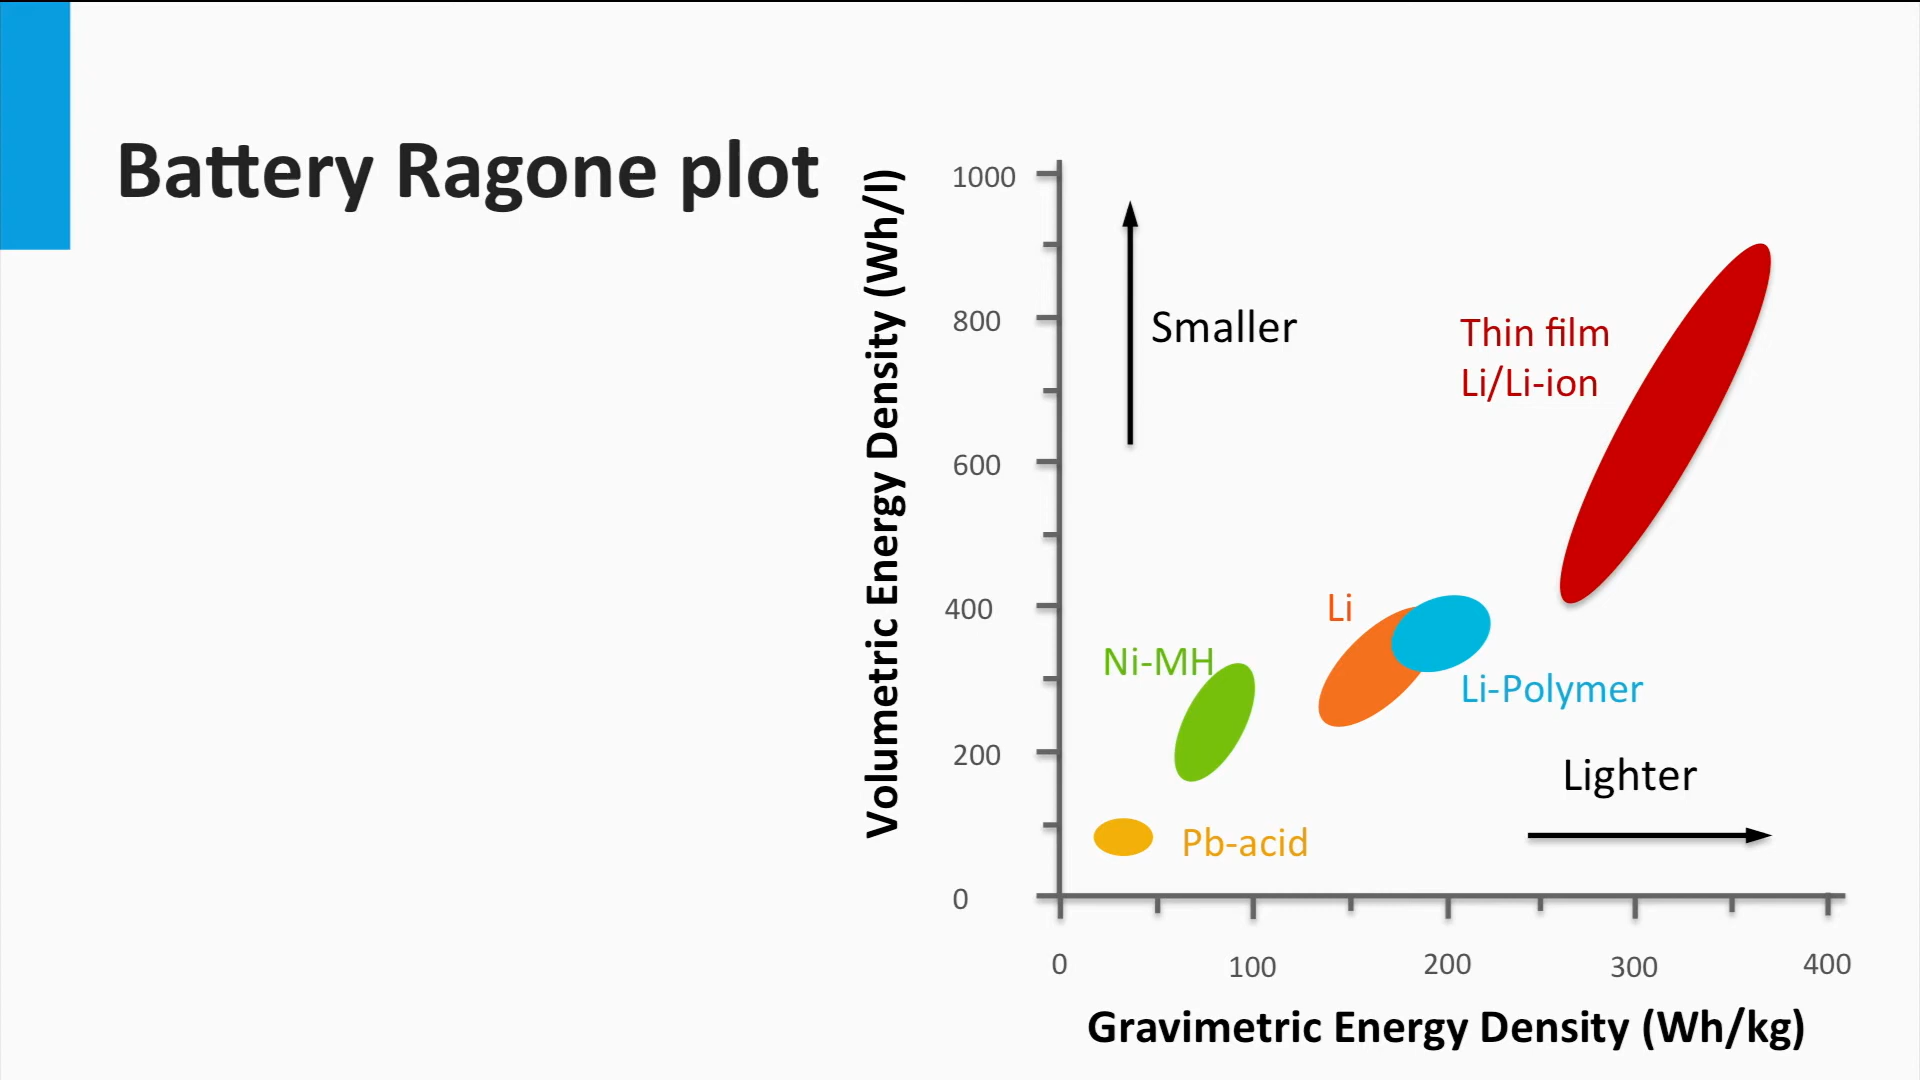 Battery Ragone plot
Volumetric Energy Density (Wh/l)
1000
800
600
400
200
0
Smaller
Thin film
Li/Li-ion
Li
Ni-MH
Li-Polymer
Lighter
Pb-acid
0
100
200
300
400
Gravimetric Energy Density (Wh/kg)